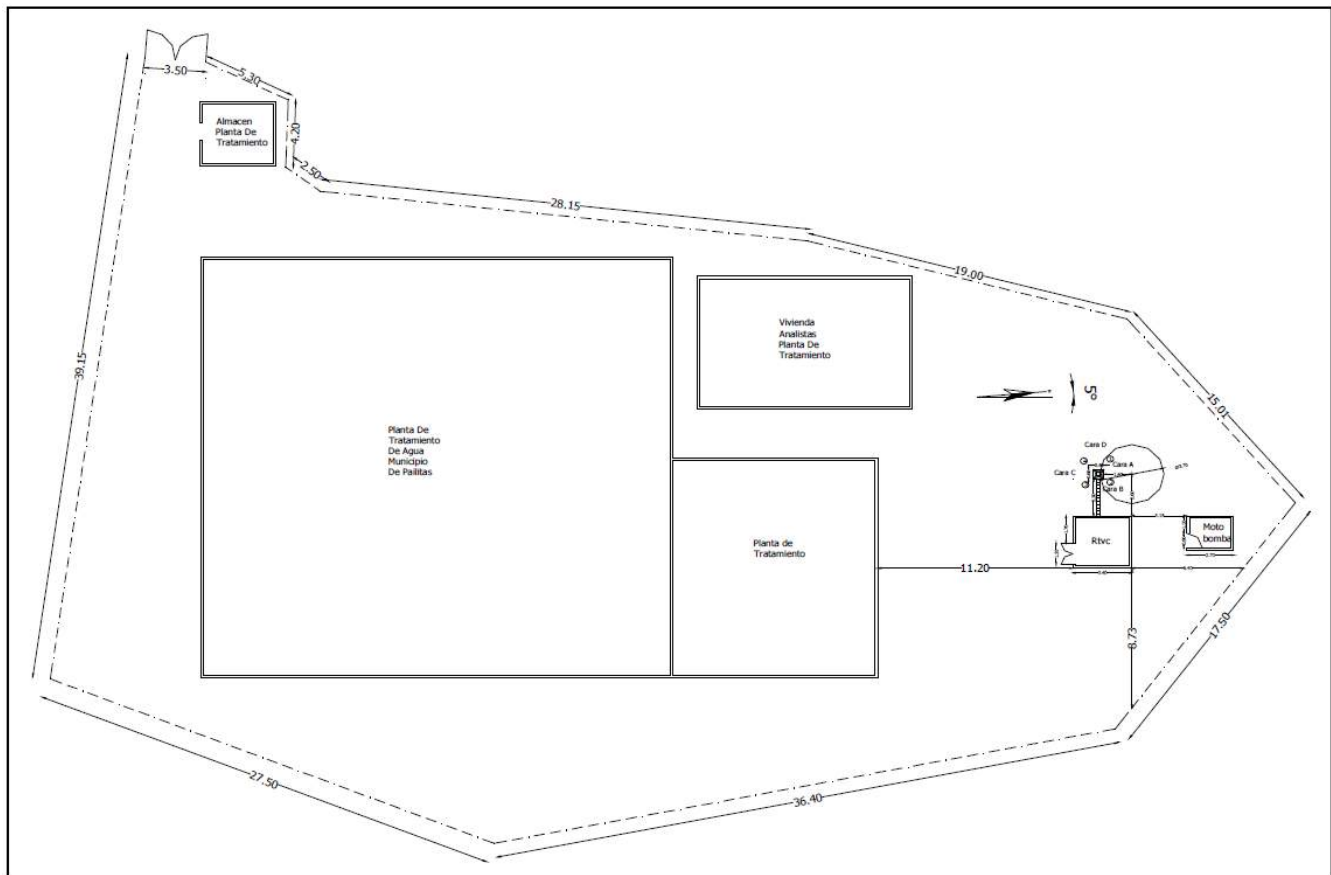 3.50
5.30
Almacen
Planta De
Tratamiento
4.20
2.50
28.15
19.00
39.15
Vivienda
Analistas
Planta De
Tratamiento
5°
15.01
Planta De
Tratamiento
De Agua
Municipio
De Pailitas
Cara D
Cara A
Cara C
Cara B
Planta de
Tratamiento
Rtvc
Moto
bomba
11.20
8.73
17.50
27.50
36.40